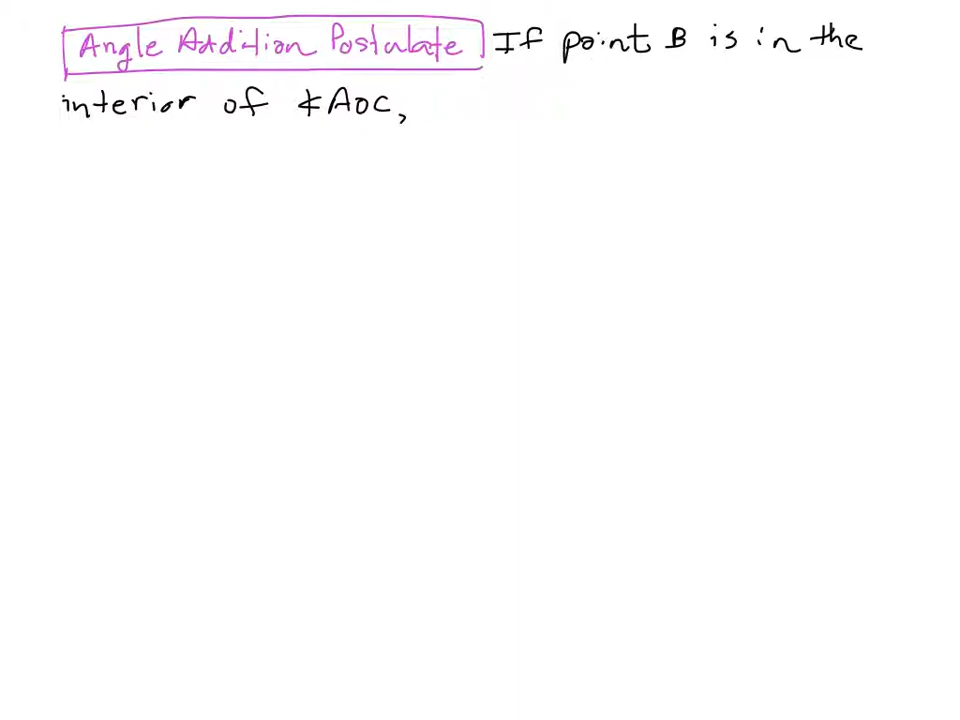 Angle Addition Postulate If point B is in the
interior of ∡AOC,